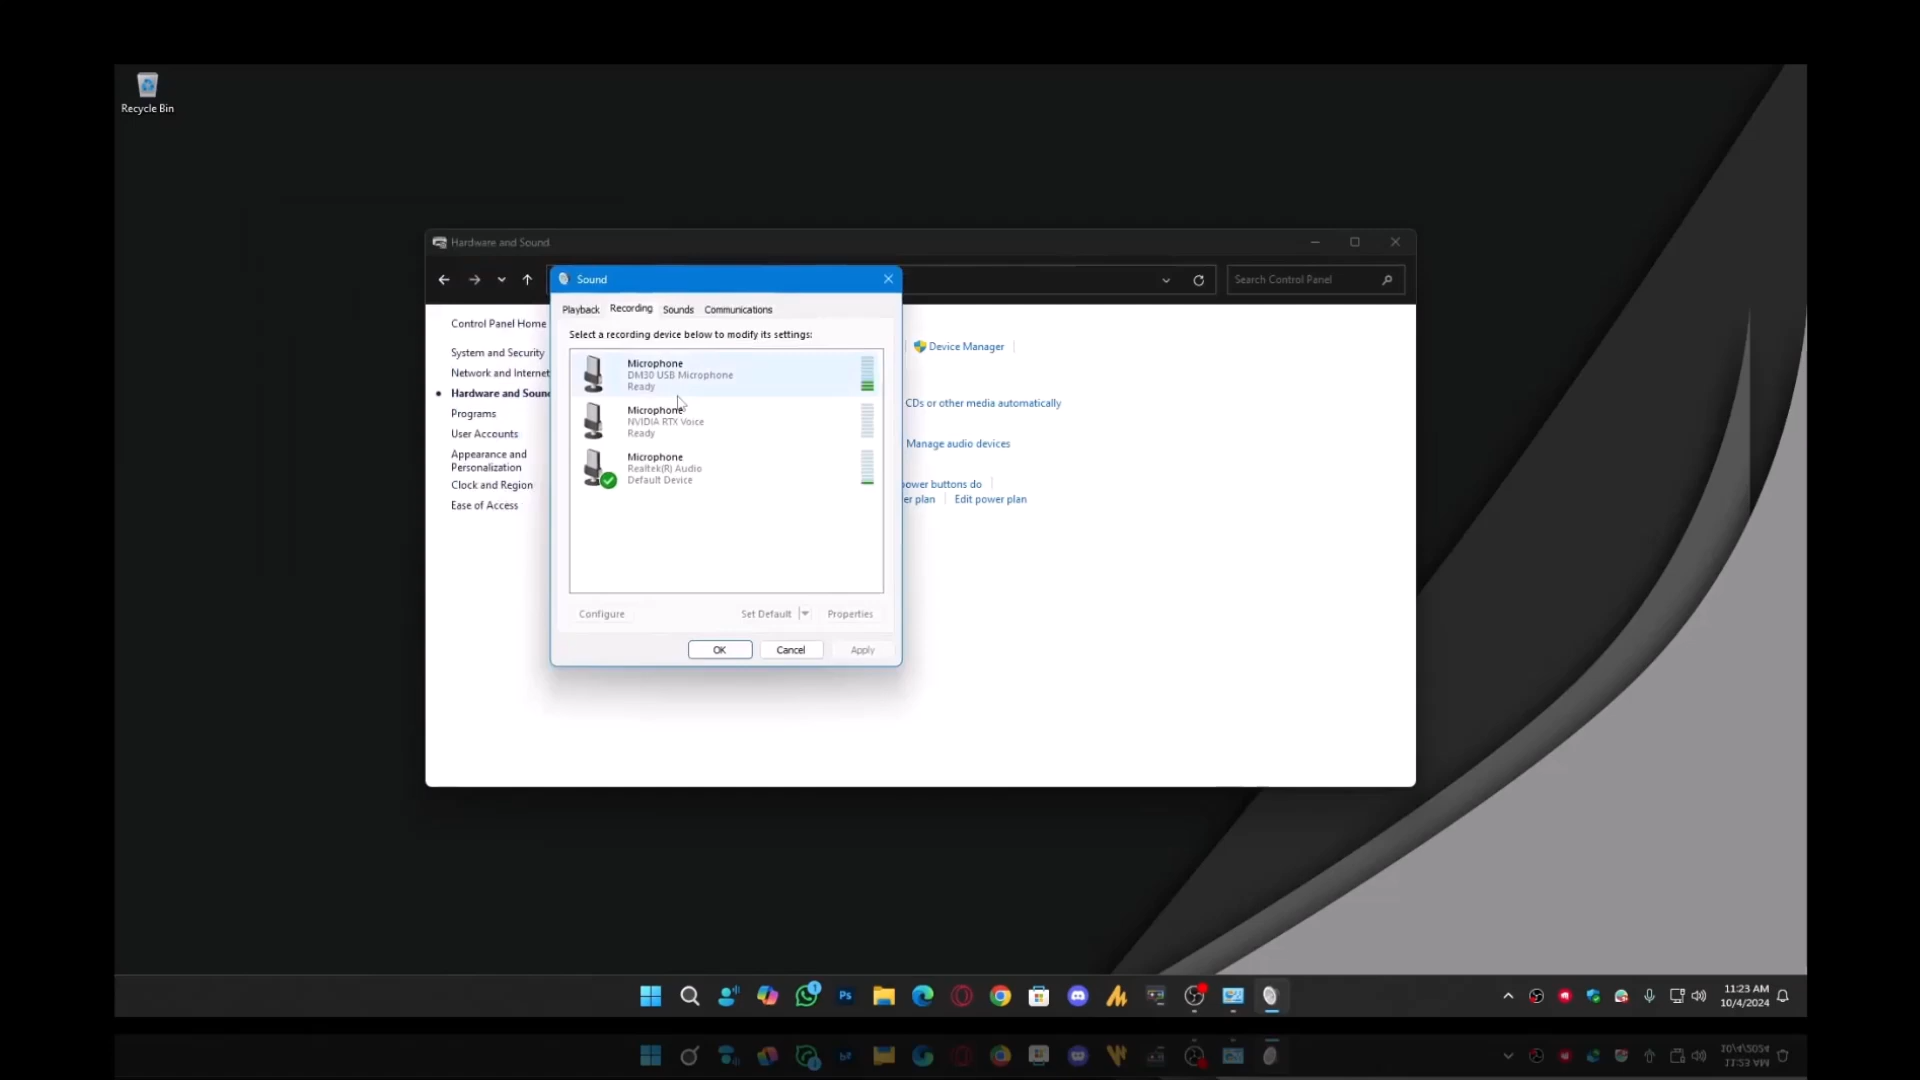 Recycle Bin
Hardware and Sound
Search Control Panel
Sound
Playback Recording Sounds Communications
Select a recording device below to modify its settings:
Microphone
DM30 USB Microphone
Ready
Microphone
NVIDIA RTX Voice
Ready
Microphone
Realtek(R) Audio
Default Device
Configure Set Default Properties
OK Cancel Apply
Control Panel Home
System and Security
Network and Internet
Hardware and Sound
Programs
User Accounts
Appearance and
Personalization
Clock and Region
Ease of Access
Device Manager
CDs or other media automatically
Manage audio devices
power buttons do
er plan Edit power plan
1
Ps
11:23 AM
10/4/2024